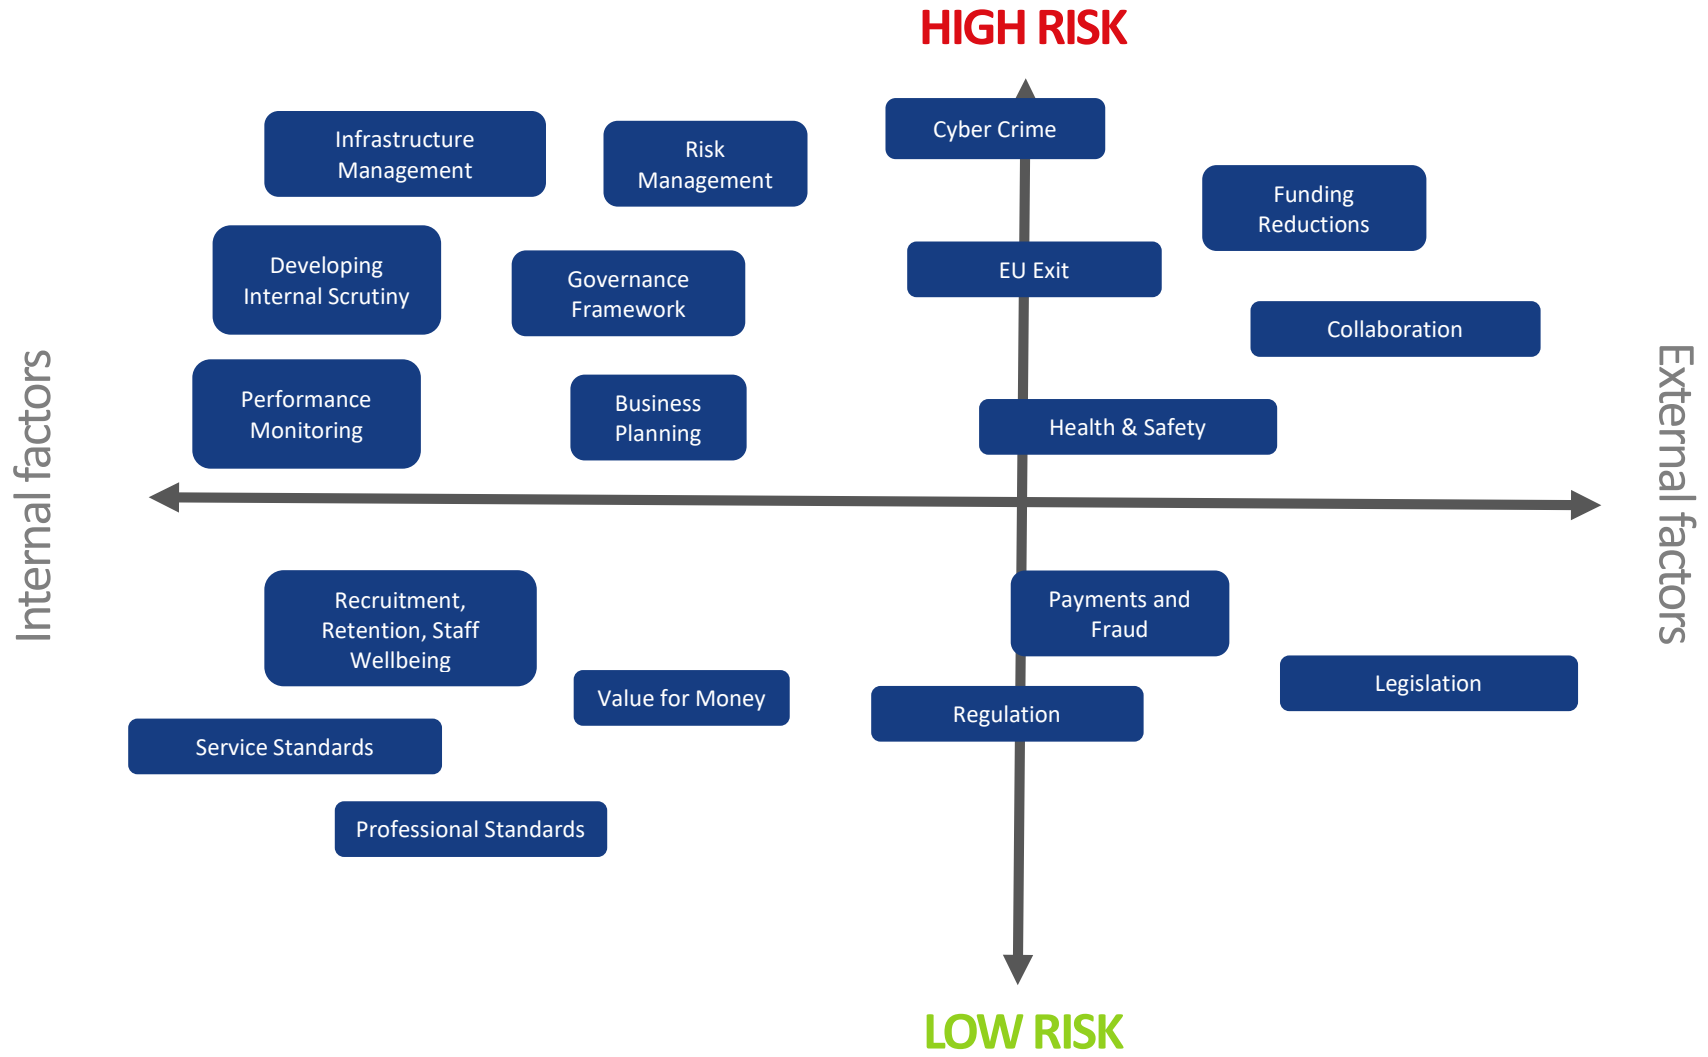 HIGH RISK
Cyber Crime
Infrastructure
Management
Risk
Management
Funding
Reductions
Developing
Internal Scrutiny
Governance
Framework
EU Exit
Collaboration
Performance
Monitoring
Business
Planning
Health & Safety
Internal factors
External factors
Recruitment,
Retention, Staff
Wellbeing
Payments and
Fraud
Value for Money
Regulation
Legislation
Service Standards
Professional Standards
LOW RISK